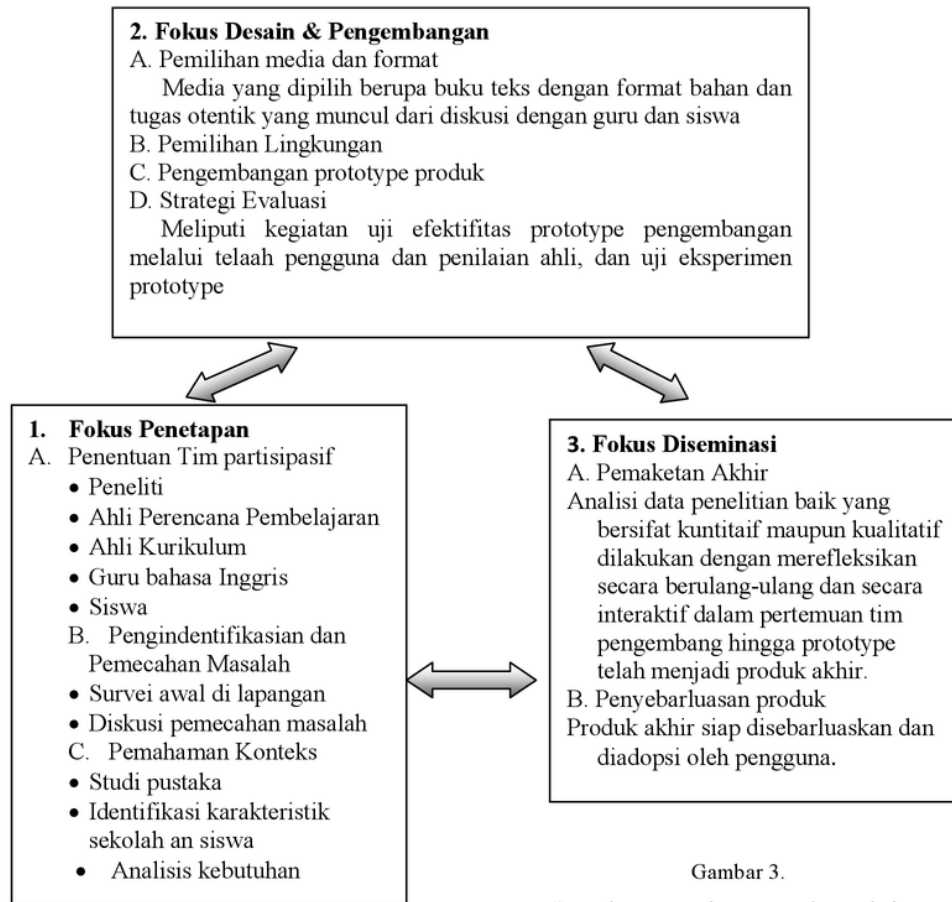 2. Fokus Desain & Pengembangan
A. Pemilihan media dan format
Media yang dipilih berupa buku teks dengan format bahan dan
tugas otentik yang muncul dari diskusi dengan guru dan siswa
B. Pemilihan Lingkungan
C. Pengembangan prototype produk
D. Strategi Evaluasi
Meliputi kegiatan uji efektifitas prototype pengembangan
melalui telaah pengguna dan penilaian ahli, dan uji eksperimen
prototype
1. Fokus Penetapan
A. Penentuan Tim partisipasif
• Peneliti
• Ahli Perencana Pembelajaran
• Ahli Kurikulum
• Guru bahasa Inggris
• Siswa
B. Pengindentifikasian dan
Pemecahan Masalah
• Survei awal di lapangan
• Diskusi pemecahan masalah
C. Pemahaman Konteks
• Studi pustaka
• Identifikasi karakteristik
sekolah an siswa
• Analisis kebutuhan
3. Fokus Diseminasi
A. Pemaketan Akhir
Analisi data penelitian baik yang
bersifat kuntitaif maupun kualitatif
dilakukan dengan merefleksikan
secara berulang-ulang dan secara
interaktif dalam pertemuan tim
pengembang hingga prototype
telah menjadi produk akhir.
B. Penyebarluasan produk
Produk akhir siap disebarluaskan dan
diadopsi oleh pengguna.
Gambar 3.